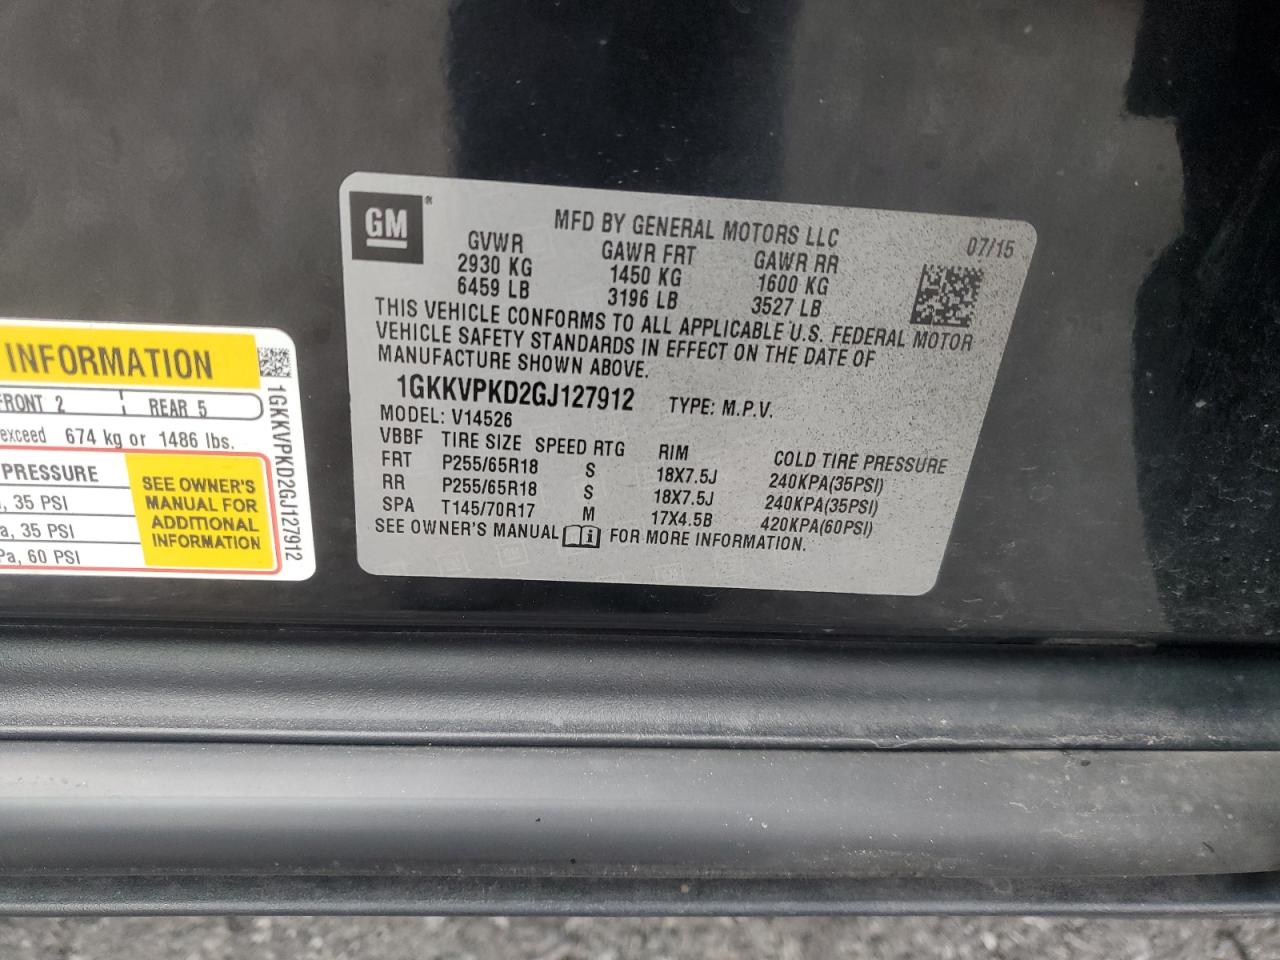 GM®
MFD BY GENERAL MOTORS LLC 07/15
GVWR GAWR FRT GAWR RR
2930 KG 1450 KG 1600 KG
6459 LB 3196 LB 3527 LB
THIS VEHICLE CONFORMS TO ALL APPLICABLE U.S. FEDERAL MOTOR
VEHICLE SAFETY STANDARDS IN EFFECT ON THE DATE OF
MANUFACTURE SHOWN ABOVE.
1GKKVPKD2GJ127912 TYPE: M.P.V.
MODEL: V14526
VBBF TIRE SIZE SPEED RTG RIM COLD TIRE PRESSURE
FRT P255/65R18 S 18X7.5J 240KPA(35PSI)
RR P255/65R18 S 18X7.5J 240KPA(35PSI)
SPA T145/70R17 M 17X4.5B 420KPA(60PSI)
SEE OWNER'S MANUAL i FOR MORE INFORMATION.
INFORMATION
FRONT 2 REAR 5
exceed 674 kg or 1486 lbs.
PRESSURE
a, 35 PSI
a, 35 PSI
Pa, 60 PSI
SEE OWNER'S
MANUAL FOR
ADDITIONAL
INFORMATION
1GKKVPKD2GJ127912